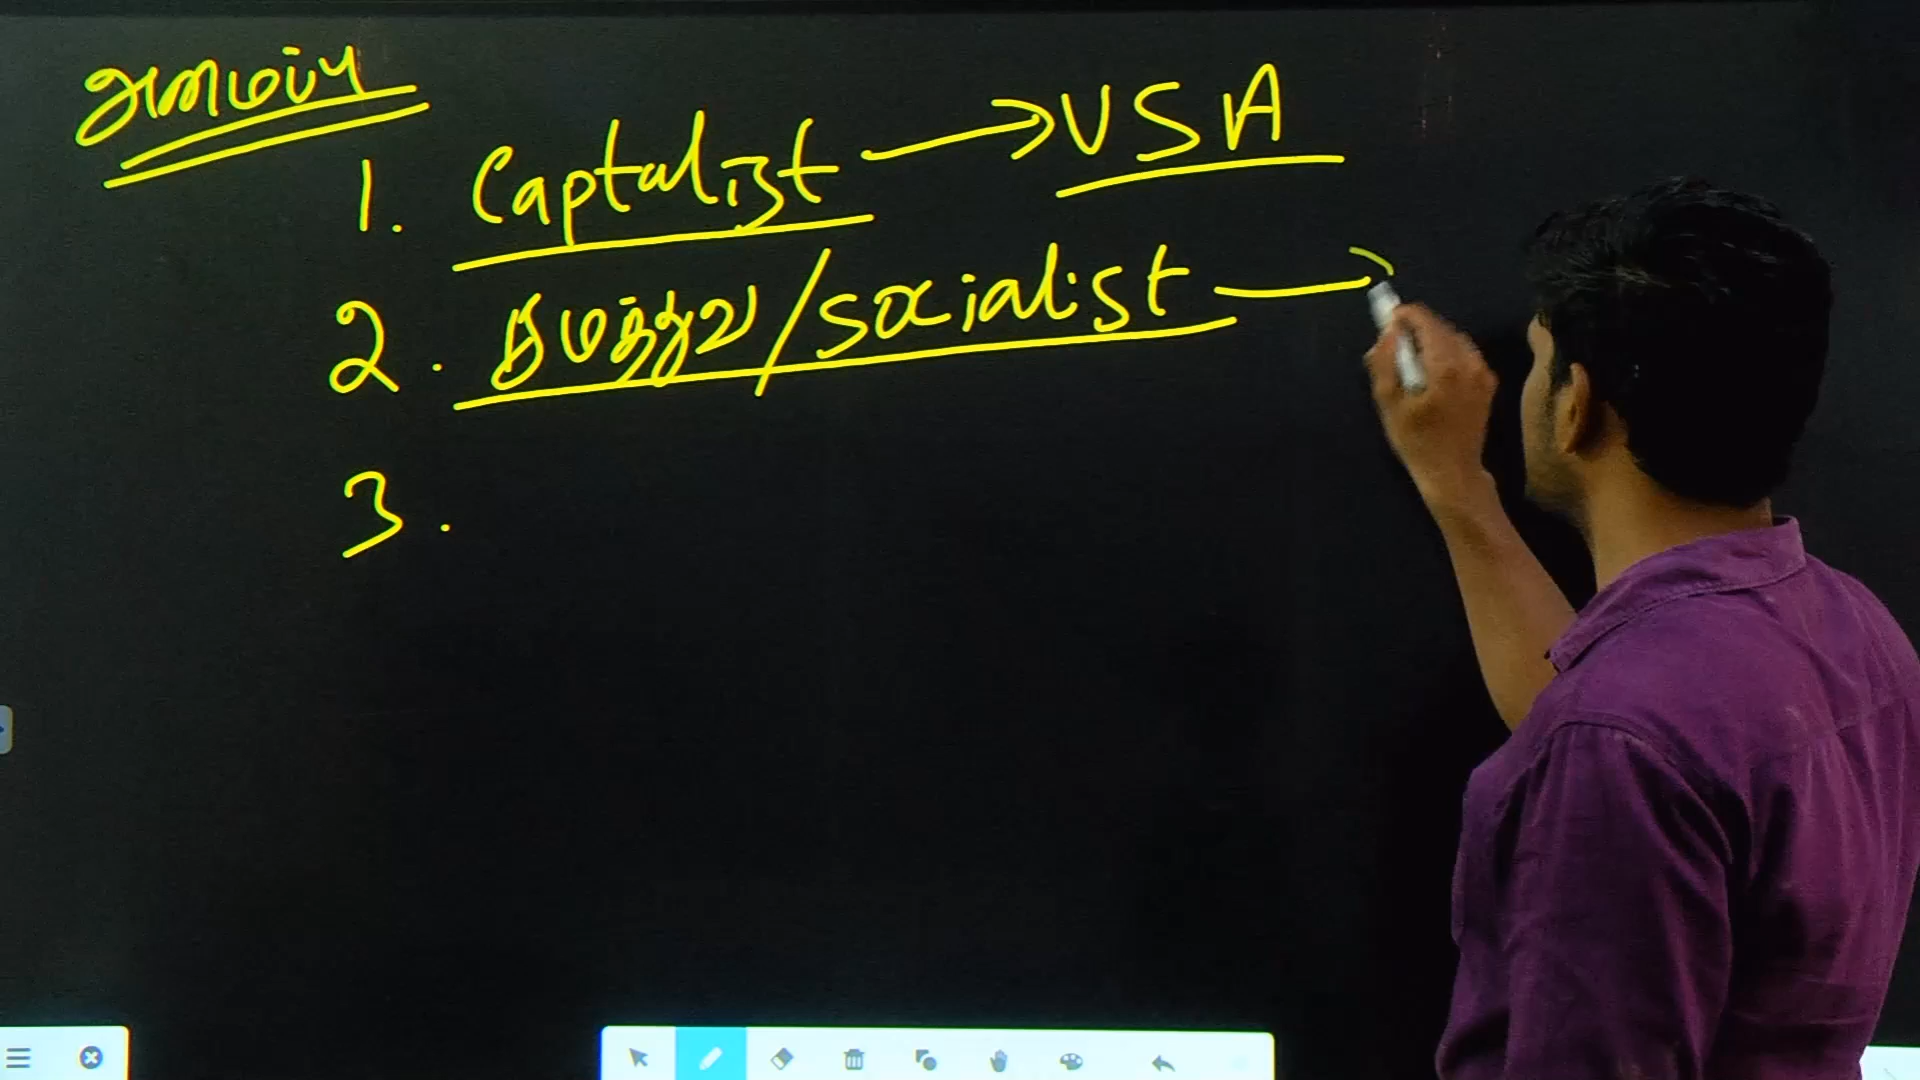 அமைப்பு
1. Captalist → USA
2. சமத்துவ/socialist →
3.